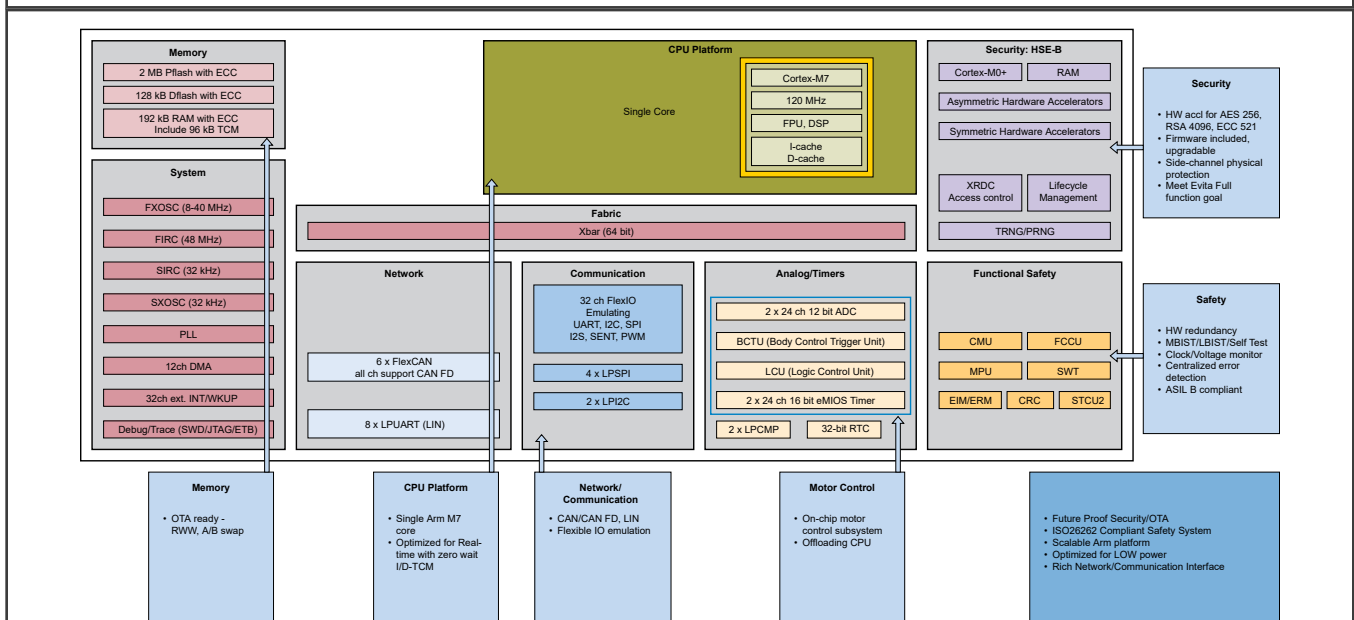 Memory
2 MB Pflash with ECC
128 kB Dflash with ECC
192 kB RAM with ECC
Include 96 kB TCM
System
FXOSC (8-40 MHz)
FIRC (48 MHz)
SIRC (32 kHz)
SXOSC (32 kHz)
PLL
12ch DMA
32ch ext. INT/WKUP
Debug/Trace (SWD/JTAG/ETB)
CPU Platform
Single Core
Cortex-M7
120 MHz
FPU, DSP
I-cache
D-cache
Fabric
Xbar (64 bit)
Network
6 x FlexCAN
all ch support CAN FD
8 x LPUART (LIN)
Communication
32 ch FlexIO
Emulating
UART, I2C, SPI
I2S, SENT, PWM
4 x LPSPI
2 x LPI2C
Analog/Timers
2 x 24 ch 12 bit ADC
BCTU (Body Control Trigger Unit)
LCU (Logic Control Unit)
2 x 24 ch 16 bit eMIOS Timer
2 x LPCMP
32-bit RTC
Security: HSE-B
Cortex-M0+
RAM
Asymmetric Hardware Accelerators
Symmetric Hardware Accelerators
XRDC
Access control
Lifecycle
Management
TRNG/PRNG
Functional Safety
CMU
FCCU
MPU
SWT
EIM/ERM
CRC
STCU2
Security
• HW accl for AES 256,
RSA 4096, ECC 521
• Firmware included,
upgradable
• Side-channel physical
protection
• Meet Evita Full
function goal
Safety
• HW redundancy
• MBIST/LBIST/Self Test
• Clock/Voltage monitor
• Centralized error
detection
• ASIL B compliant
Memory
• OTA ready -
RWW, A/B swap
CPU Platform
• Single Arm M7
core
• Optimized for Real-
time with zero wait
I/D-TCM
Network/
Communication
• CAN/CAN FD, LIN
• Flexible IO emulation
Motor Control
• On-chip motor
control subsystem
• Offloading CPU
• Future Proof Security/OTA
• ISO26262 Compliant Safety System
• Scalable Arm platform
• Optimized for LOW power
• Rich Network/Communication Interface